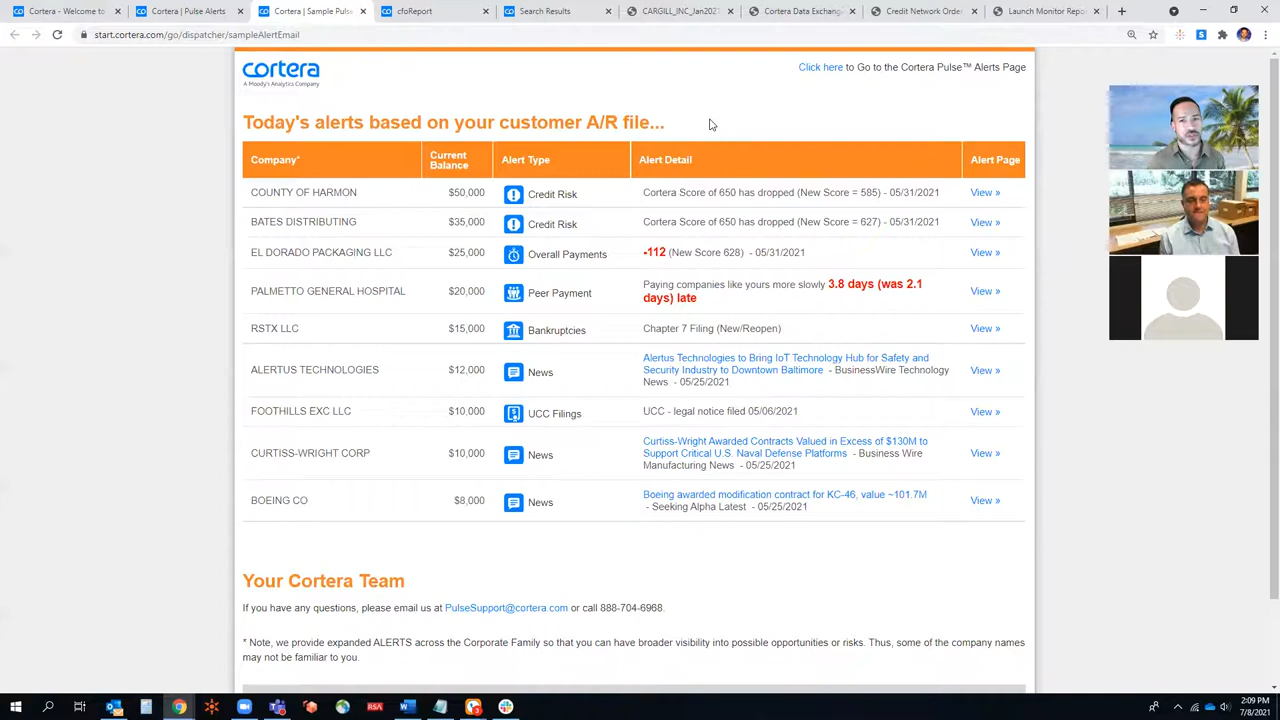 Cortera | Welcome to
Cortera | Pulse Alerts
Cortera | Sample Pulse
cfoReport
Search Results
CARGILL_INC_Jan202
Cortera Data Exchang
Credit Network Order
Launch Monitor Repo
start.cortera.com/go/dispatcher/sampleAlertEmail
cortera
A Moody's Analytics Company
Click here to Go to the Cortera Pulse™ Alerts Page
Today's alerts based on your customer A/R file...
Company*
Current
Balance
Alert Type
Alert Detail
Alert Page
COUNTY OF HARMON $50,000 Credit Risk Cortera Score of 650 has dropped (New Score = 585) - 05/31/2021 View »
BATES DISTRIBUTING $35,000 Credit Risk Cortera Score of 650 has dropped (New Score = 627) - 05/31/2021 View »
EL DORADO PACKAGING LLC $25,000 Overall Payments -112 (New Score 628) - 05/31/2021 View »
PALMETTO GENERAL HOSPITAL $20,000 Peer Payment Paying companies like yours more slowly 3.8 days (was 2.1
days) late View »
RSTX LLC $15,000 Bankruptcies Chapter 7 Filing (New/Reopen) View »
ALERTUS TECHNOLOGIES $12,000 News Alertus Technologies to Bring IoT Technology Hub for Safety and
Security Industry to Downtown Baltimore - BusinessWire Technology
News - 05/25/2021 View »
FOOTHILLS EXC LLC $10,000 UCC Filings UCC - legal notice filed 05/06/2021 View »
CURTISS-WRIGHT CORP $10,000 News Curtiss-Wright Awarded Contracts Valued in Excess of $130M to
Support Critical U.S. Naval Defense Platforms - Business Wire
Manufacturing News - 05/25/2021 View »
BOEING CO $8,000 News Boeing awarded modification contract for KC-46, value ~101.7M
- Seeking Alpha Latest - 05/25/2021 View »
Your Cortera Team
If you have any questions, please email us at PulseSupport@cortera.com or call 888-704-6968.
* Note, we provide expanded ALERTS across the Corporate Family so that you can have broader visibility into possible opportunities or risks. Thus, some of the company names
may not be familiar to you.
RSA
2:09 PM
7/8/2021